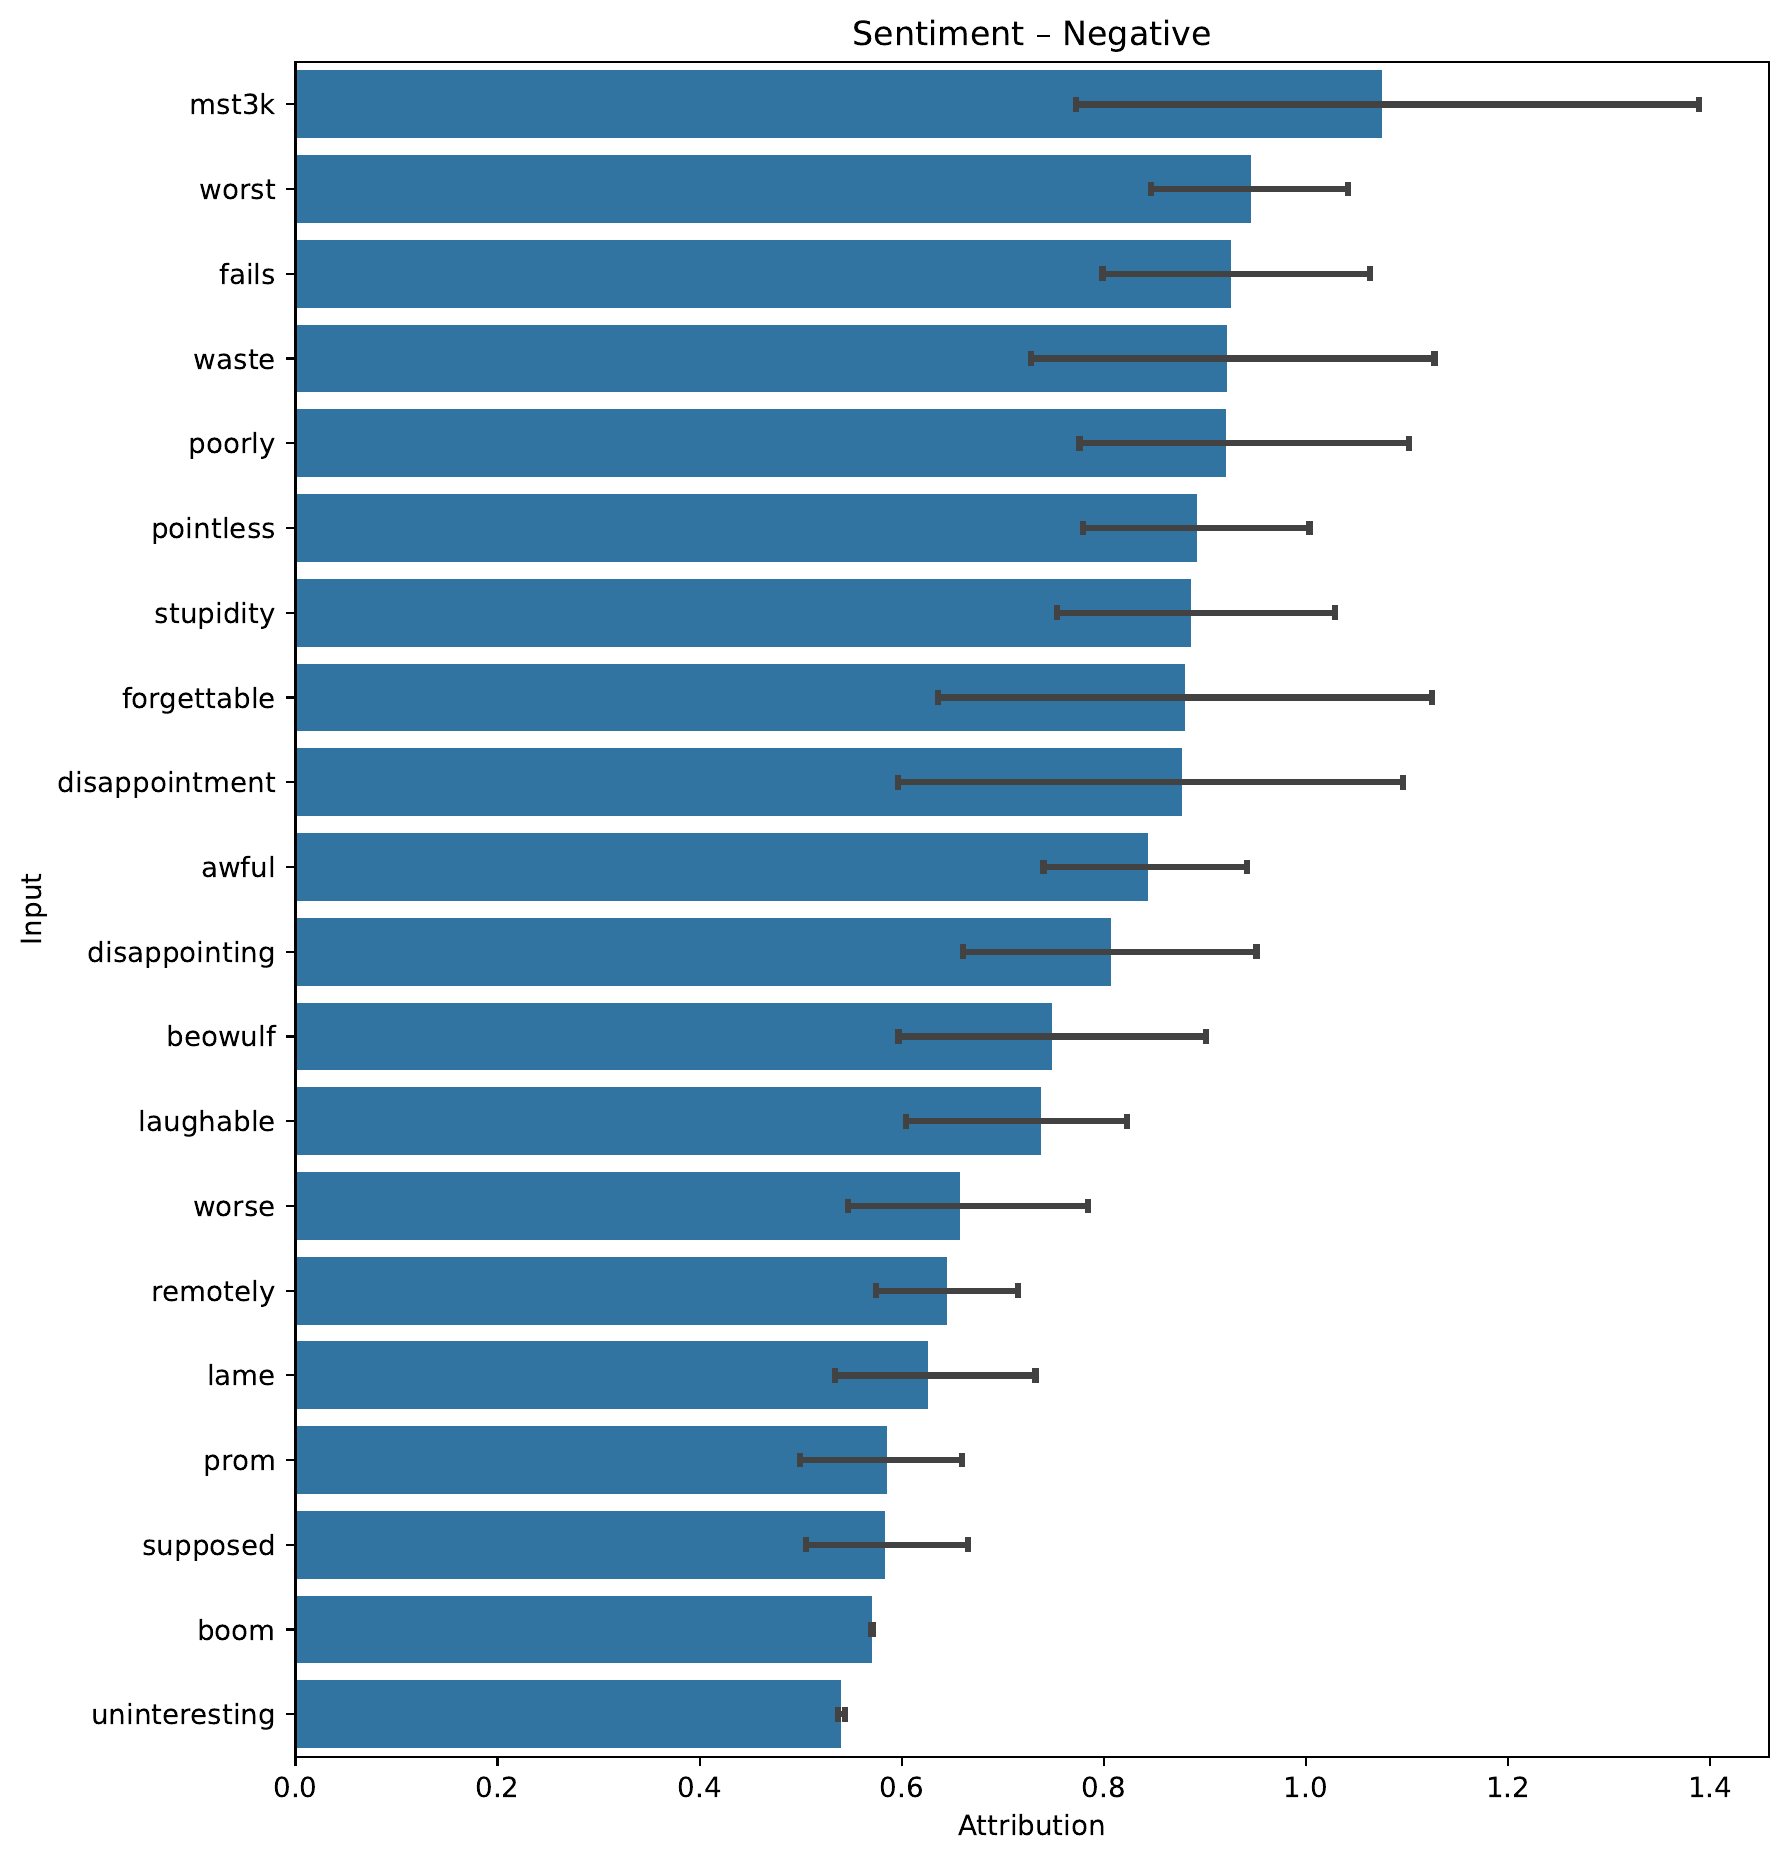 Sentiment – Negative
mst3k
worst
fails
waste
poorly
pointless
stupidity
forgettable
disappointment
awful
disappointing
beowulf
laughable
worse
remotely
lame
prom
supposed
boom
uninteresting
Input
0.0 0.2 0.4 0.6 0.8 1.0 1.2 1.4
Attribution